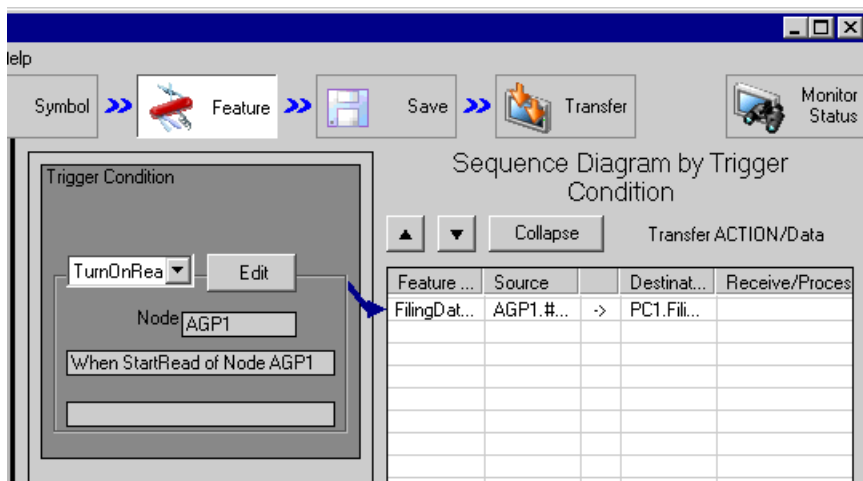 Help
Symbol
Feature
Save
Transfer
Monitor
Status
Trigger Condition
TurnOnRea
Edit
Node
AGP1
When StartRead of Node AGP1
Sequence Diagram by Trigger
Condition
Collapse
Transfer ACTION/Data
Feature ... Source Destinat... Receive/Proces
FilingDat... AGP1.#... -> PC1.Fili...